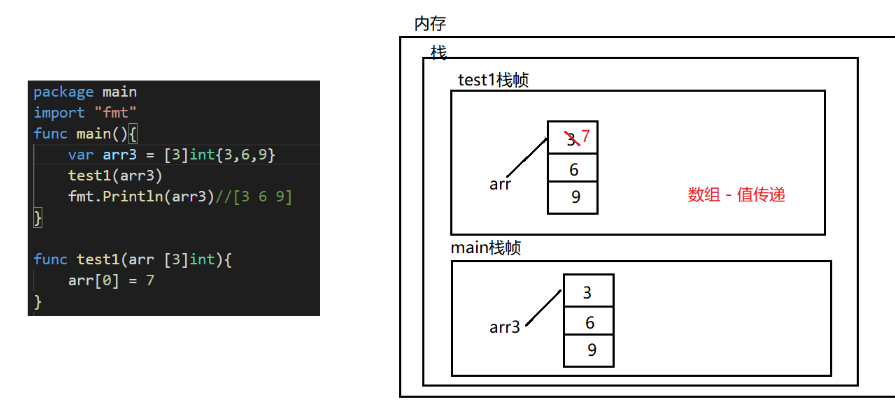 package main
import "fmt"
func main(){
    var arr3 = [3]int{3,6,9}
    test1(arr3)
    fmt.Println(arr3)//[3 6 9]
}
func test1(arr [3]int){
    arr[0] = 7
}
内存
栈
test1栈帧
3 7
6
9
arr
数组 - 值传递
main栈帧
3
6
9
arr3